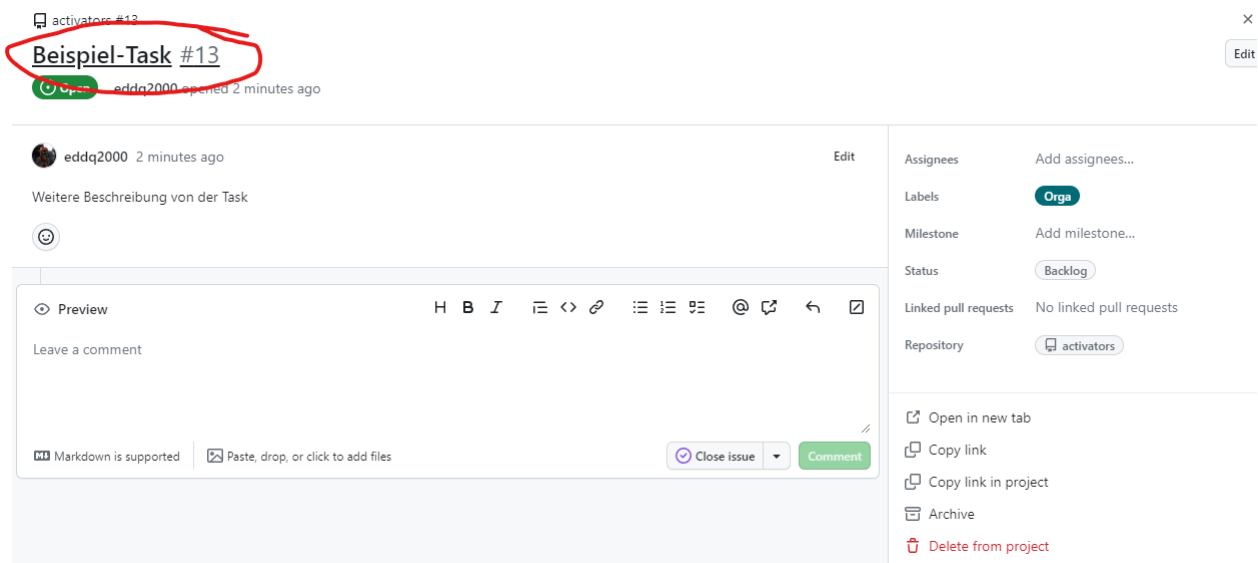 activators #13
Beispiel-Task #13
Edit
Open eddq2000 opened 2 minutes ago
eddq2000 2 minutes ago
Edit
Weitere Beschreibung von der Task
Preview
H B I
Leave a comment
Markdown is supported
Paste, drop, or click to add files
Close issue
Comment
Assignees Add assignees...
Labels Orga
Milestone Add milestone...
Status Backlog
Linked pull requests No linked pull requests
Repository activators
Open in new tab
Copy link
Copy link in project
Archive
Delete from project